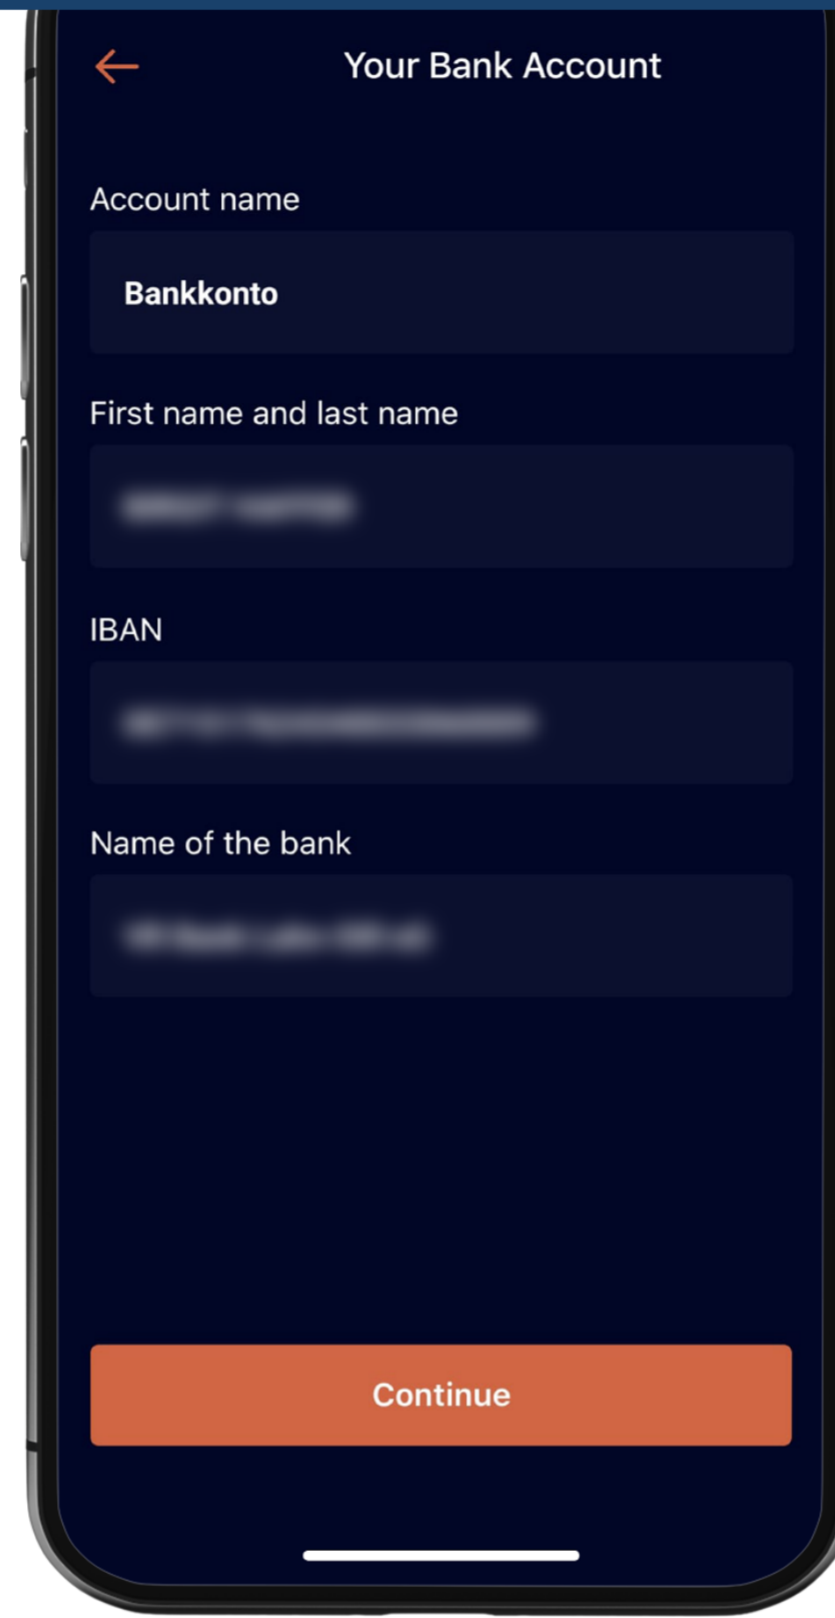 Your Bank Account
Account name
Bankkonto
First name and last name
IBAN
Name of the bank
Continue